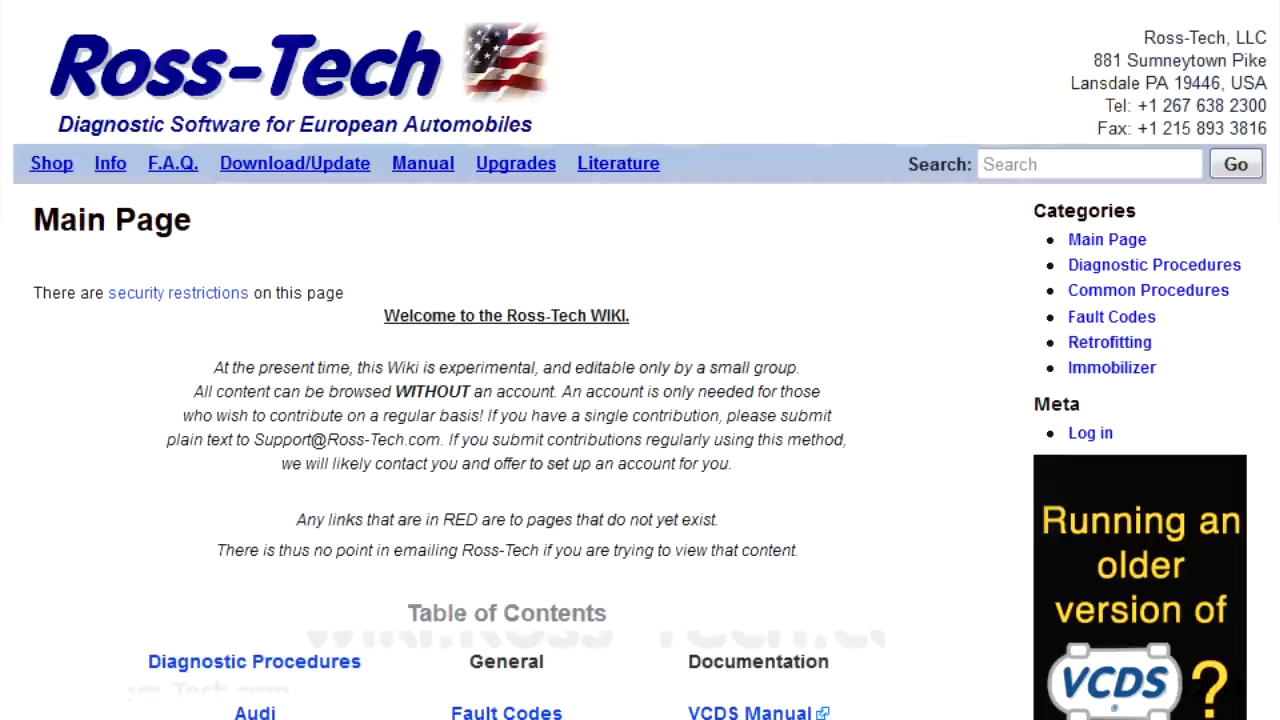 Ross-Tech
Diagnostic Software for European Automobiles
Ross-Tech, LLC
881 Sumneytown Pike
Lansdale PA 19446, USA
Tel: +1 267 638 2300
Fax: +1 215 893 3816
Shop Info F.A.Q. Download/Update Manual Upgrades Literature Search: Search Go
Main Page
There are security restrictions on this page
Welcome to the Ross-Tech WIKI.
At the present time, this Wiki is experimental, and editable only by a small group.
All content can be browsed WITHOUT an account. An account is only needed for those
who wish to contribute on a regular basis! If you have a single contribution, please submit
plain text to Support@Ross-Tech.com. If you submit contributions regularly using this method,
we will likely contact you and offer to set up an account for you.
Any links that are in RED are to pages that do not yet exist.
There is thus no point in emailing Ross-Tech if you are trying to view that content.
Table of Contents
Diagnostic Procedures General Documentation
Audi Fault Codes VCDS Manual
Categories
Main Page
Diagnostic Procedures
Common Procedures
Fault Codes
Retrofitting
Immobilizer
Meta
Log in
Running an
older
version of
VCDS ?